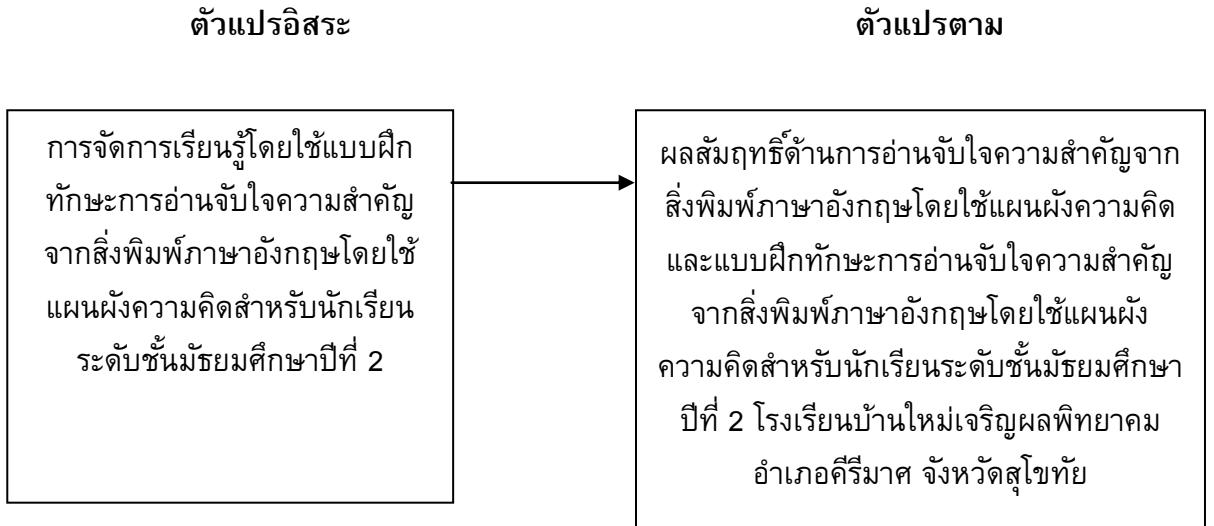 ตัวแปรอิสระ
ตัวแปรตาม
การจัดการเรียนรู้โดยใช้แบบฝึก
ทักษะการอ่านจับใจความสำคัญ
จากสิ่งพิมพ์ภาษาอังกฤษโดยใช้
แผนผังความคิดสำหรับนักเรียน
ระดับชั้นมัธยมศึกษาปีที่ 2
ผลสัมฤทธิ์ด้านการอ่านจับใจความสำคัญจาก
สิ่งพิมพ์ภาษาอังกฤษโดยใช้แผนผังความคิด
และแบบฝึกทักษะการอ่านจับใจความสำคัญ
จากสิ่งพิมพ์ภาษาอังกฤษโดยใช้แผนผัง
ความคิดสำหรับนักเรียนระดับชั้นมัธยมศึกษา
ปีที่ 2 โรงเรียนบ้านใหม่เจริญผลพิทยาคม
อำเภอคีรีมาศ จังหวัดสุโขทัย